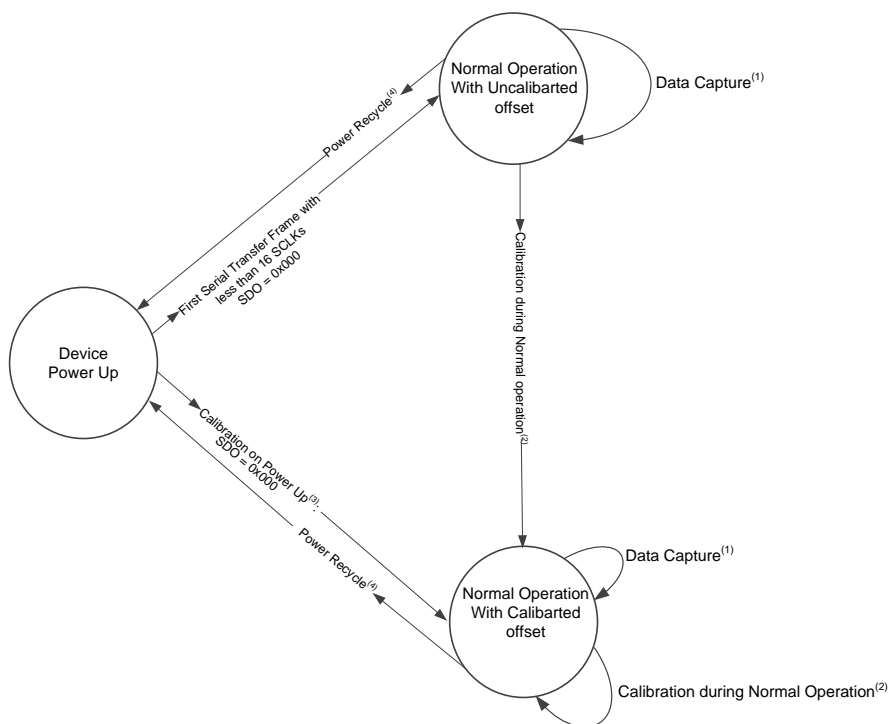 Normal Operation
With Uncalibarted
offset
Data Capture(1)
Power Recycle(4)
First Serial Transfer Frame with
less than 16 SCLKs
SDO = 0x000
Calibration during Normal operation(2)
Device
Power Up
Calibration on Power Up(3):
SDO = 0x000
Power Recycle(4)
Normal Operation
With Calibarted
offset
Data Capture(1)
Calibration during Normal Operation(2)